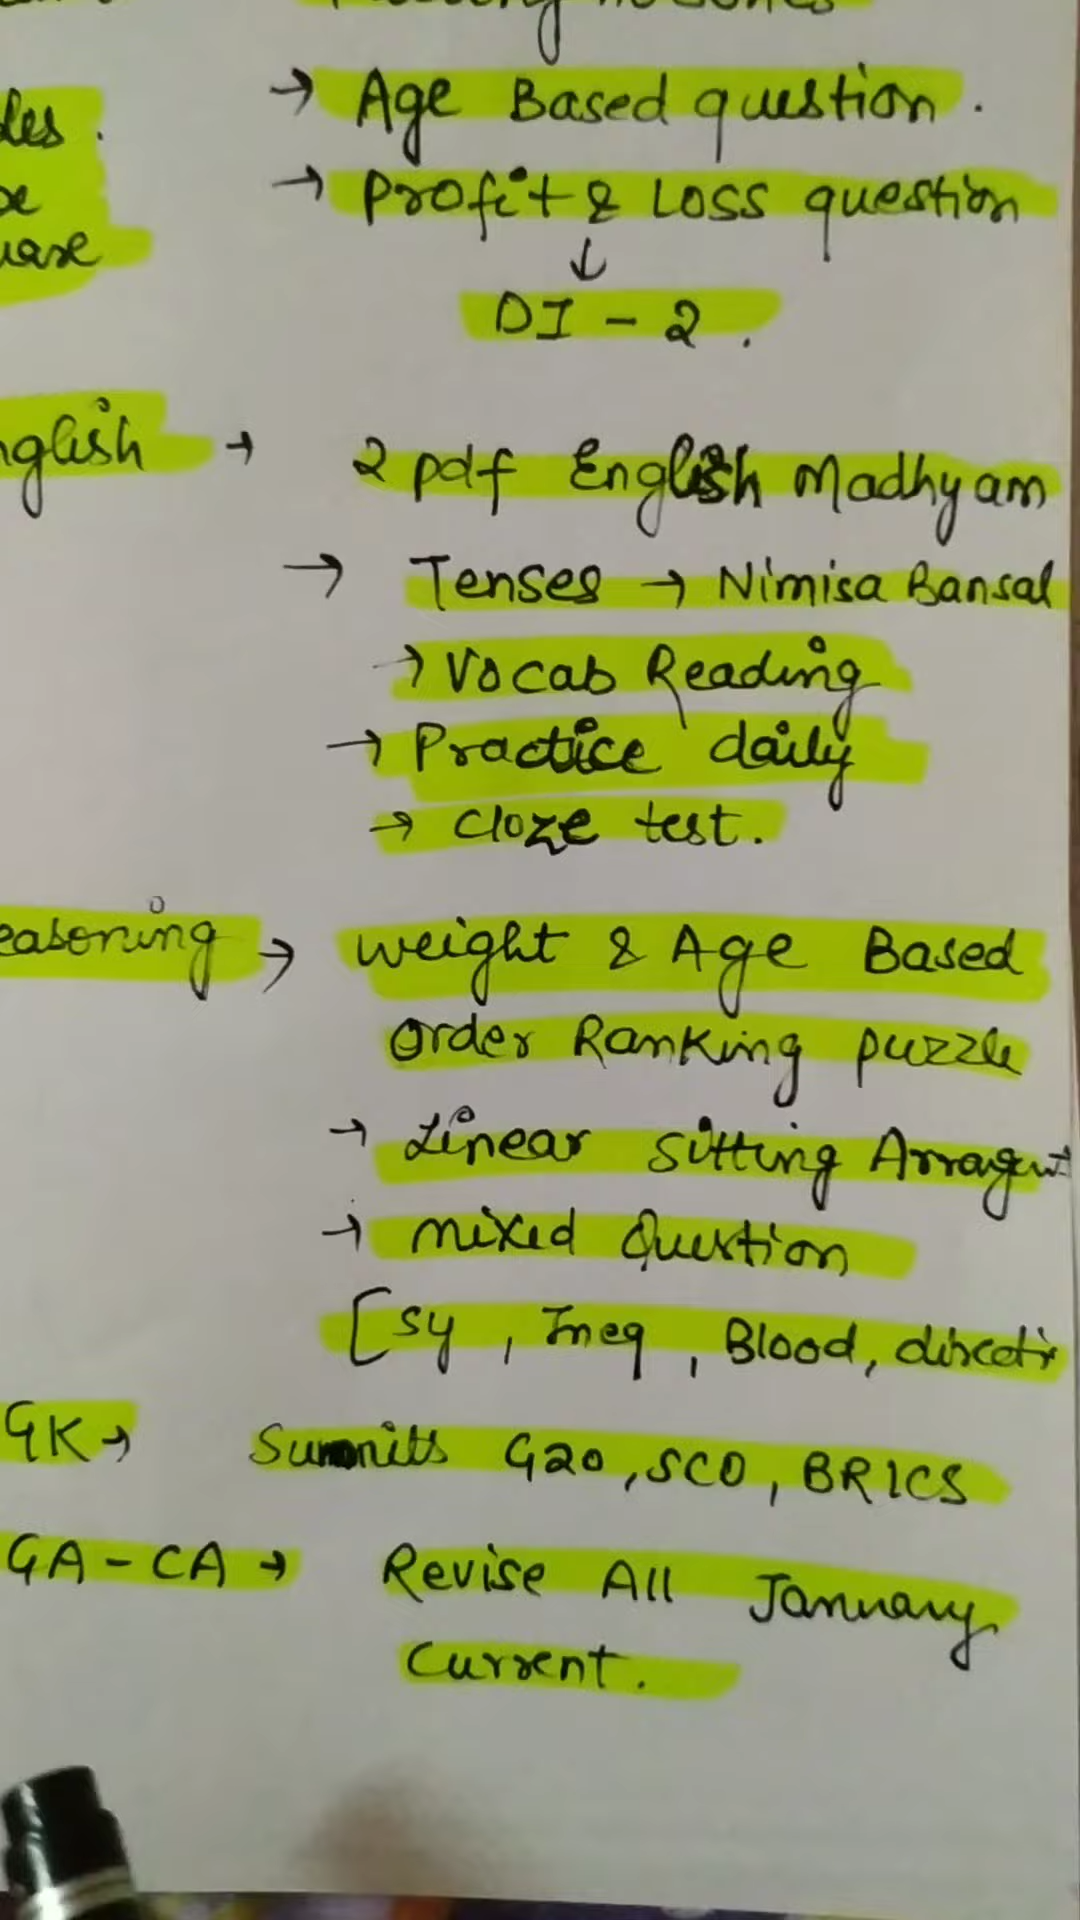 → Age Based question.
→ Profit & Loss question
↓
DI - 2.
nglish → 2 pdf English Madhyam
→ Tenses → Nimisa Bansal
→ Vocab Reading
→ Practice daily
→ Cloze test.
easoning → weight & Age Based
order Ranking puzzle
→ Linear Sitting
→ mixed Question
[sy, Ineq, Blood,
GK → Summits G20, SCO, BRICS
GA - CA → Revise All January
Current.